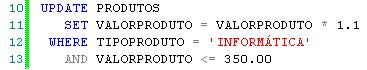 10 UPDATE PRODUTOS
11 SET VALORPRODUTO = VALORPRODUTO * 1.1
12 WHERE TIPOPRODUTO = 'INFORMÁTICA'
13 AND VALORPRODUTO <= 350.00